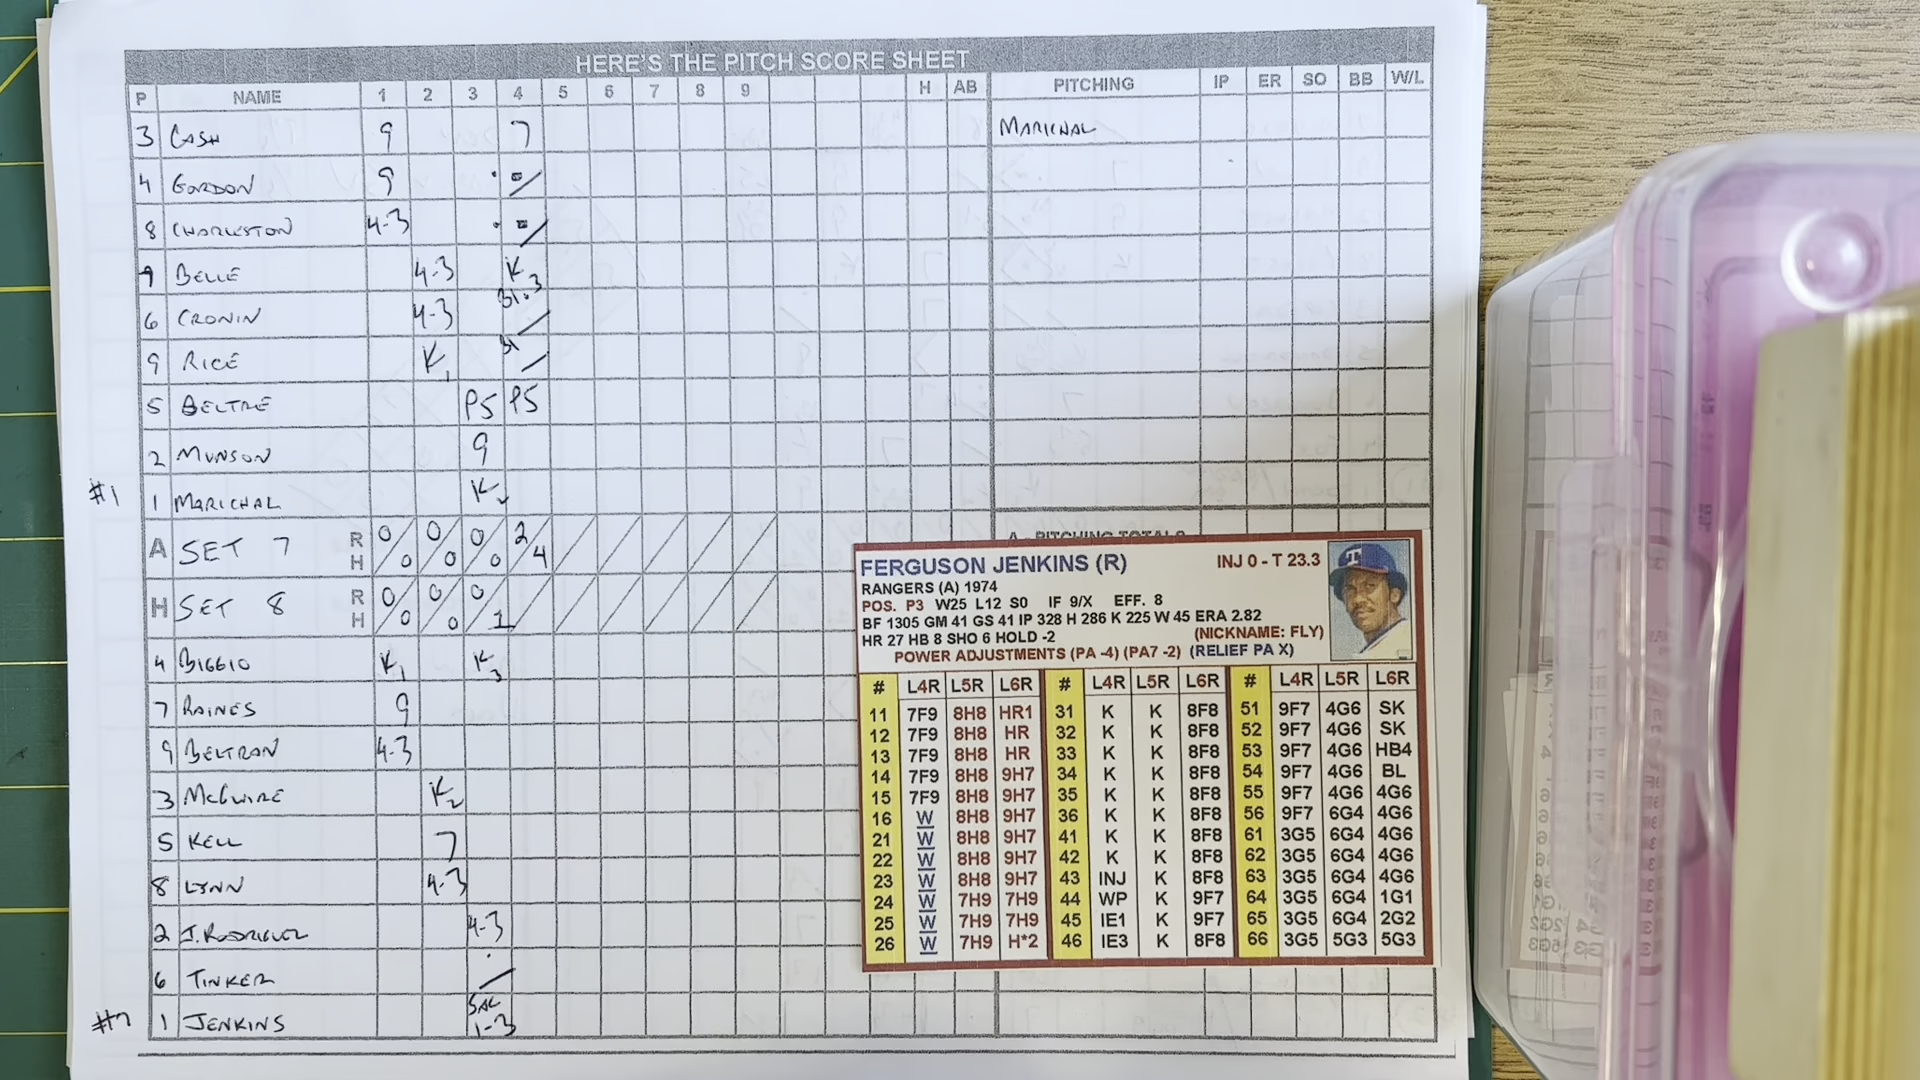 HERE'S THE PITCH SCORE SHEET
P NAME 1 2 3 4 5 6 7 8 9 H AB PITCHING IP ER SO BB W/L
3 CASH 9 7 MARICHAL
4 GORDON 9
8 CHARLESTON 4-3
9 BELLE 4-3 K
6 CRONIN 4-3
9 RICE K1
5 BELTRE P5 P5
2 MUNSON 9
#1 1 MARICHAL K
A SET 7 R H 0/0 0/0 0/0 2/4
H SET 8 R H 0/0 0/0 0/1
4 BIGGIO K1 K3
7 RAINES 9
9 BELTRAN 4-3
3 MCGWIRE K2
5 KELL 7
8 LYNN 4-3
2 J. RODRIGUEZ 4-3
6 TINKER
1 JENKINS SAC 1-3
FERGUSON JENKINS (R) INJ 0 - T 23.3
RANGERS (A) 1974
POS. P3 W25 L12 S0 IF 9/X EFF. 8
BF 1305 GM 41 GS 41 IP 328 H 286 K 225 W 45 ERA 2.82
HR 27 HB 8 SHO 6 HOLD -2 (NICKNAME: FLY)
POWER ADJUSTMENTS (PA -4) (PA7 -2) (RELIEF PA X)
# L4R L5R L6R # L4R L5R L6R # L4R L5R L6R
11 7F9 8H8 HR1 31 K K 8F8 51 9F7 4G6 SK
12 7F9 8H8 HR 32 K K 8F8 52 9F7 4G6 SK
13 7F9 8H8 HR 33 K K 8F8 53 9F7 4G6 HB4
14 7F9 8H8 9H7 34 K K 8F8 54 9F7 4G6 BL
15 7F9 8H8 9H7 35 K K 8F8 55 9F7 4G6 4G6
16 W 8H8 9H7 36 K K 8F8 56 9F7 6G4 4G6
21 W 8H8 9H7 41 K K 8F8 61 3G5 6G4 4G6
22 W 8H8 9H7 42 K K 8F8 62 3G5 6G4 4G6
23 W 8H8 9H7 43 INJ K 8F8 63 3G5 6G4 4G6
24 W 7H9 7H9 44 WP K 9F7 64 3G5 6G4 1G1
25 W 7H9 7H9 45 IE1 K 9F7 65 3G5 6G4 2G2
26 W 7H9 H*2 46 IE3 K 8F8 66 3G5 5G3 5G3